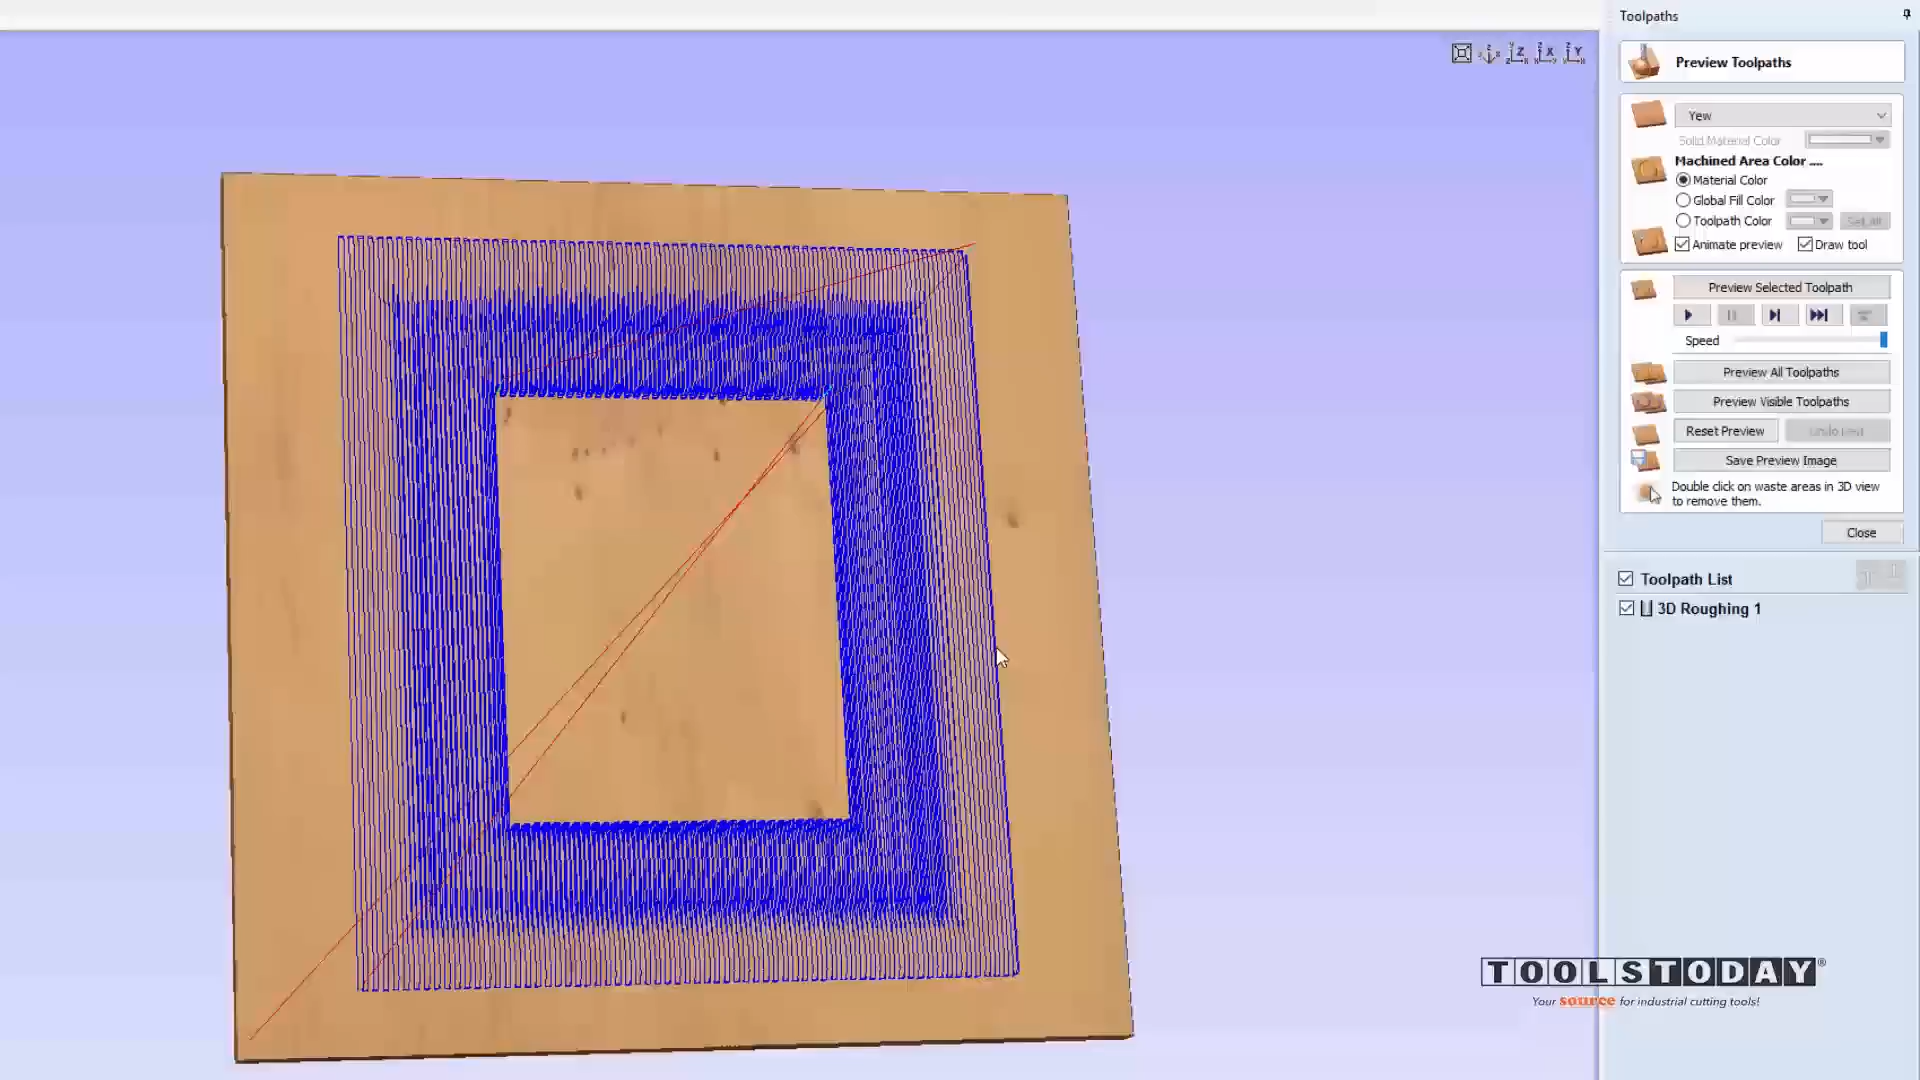 Toolpaths
Preview Toolpaths
Yew
Solid Material Color
Machined Area Color ....
Material Color
Global Fill Color
Toolpath Color
Set All
Animate preview
Draw tool
Preview Selected Toolpath
Speed
Preview All Toolpaths
Preview Visible Toolpaths
Reset Preview
Undo Last
Save Preview Image
Double click on waste areas in 3D view
to remove them.
Close
Toolpath List
3D Roughing 1
TOOLSTODAY®
Your source for industrial cutting tools!